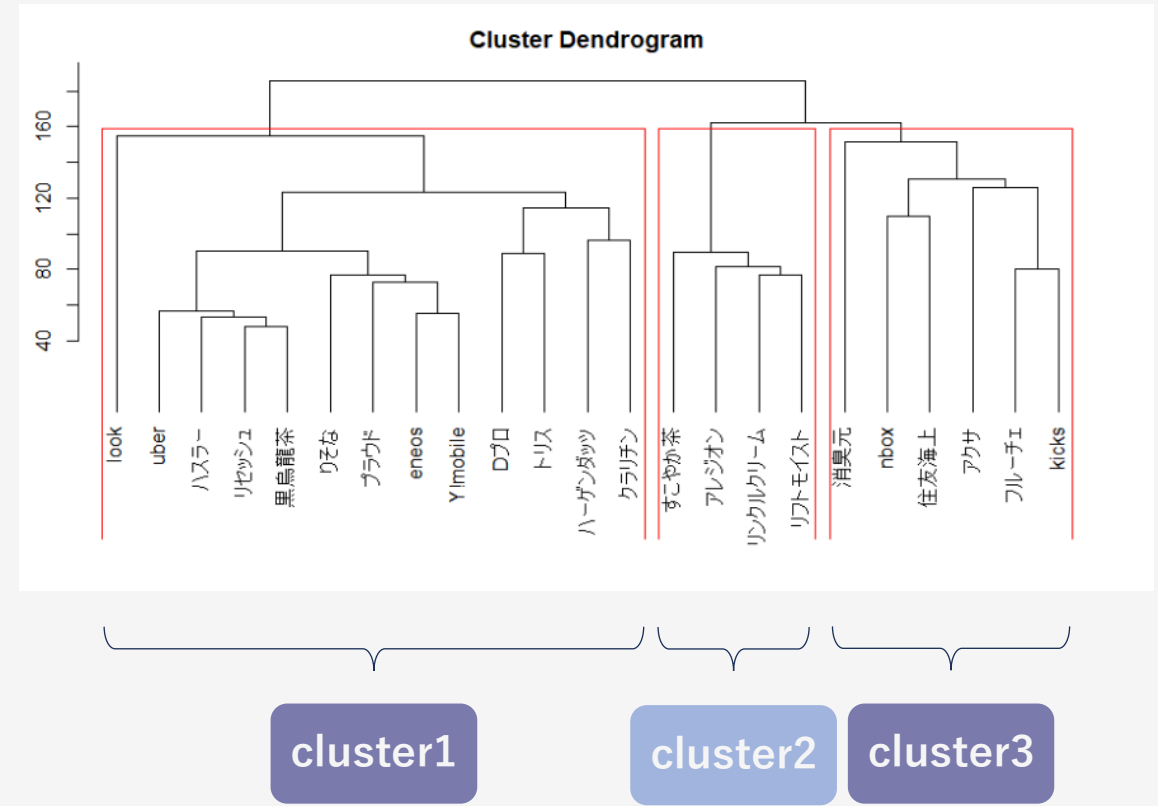 Cluster Dendrogram
160
120
80
40
look
uber
ハスラー
リセッシュ
黒烏龍茶
りそな
プラウド
eneos
Y!mobile
Dプロ
トリス
ハーゲンダッツ
クラリチン
すこやか茶
アレジオン
リンクルクリーム
リフトモイスト
消臭元
nbox
住友海上
アクサ
フルーチェ
kicks
cluster1
cluster2
cluster3